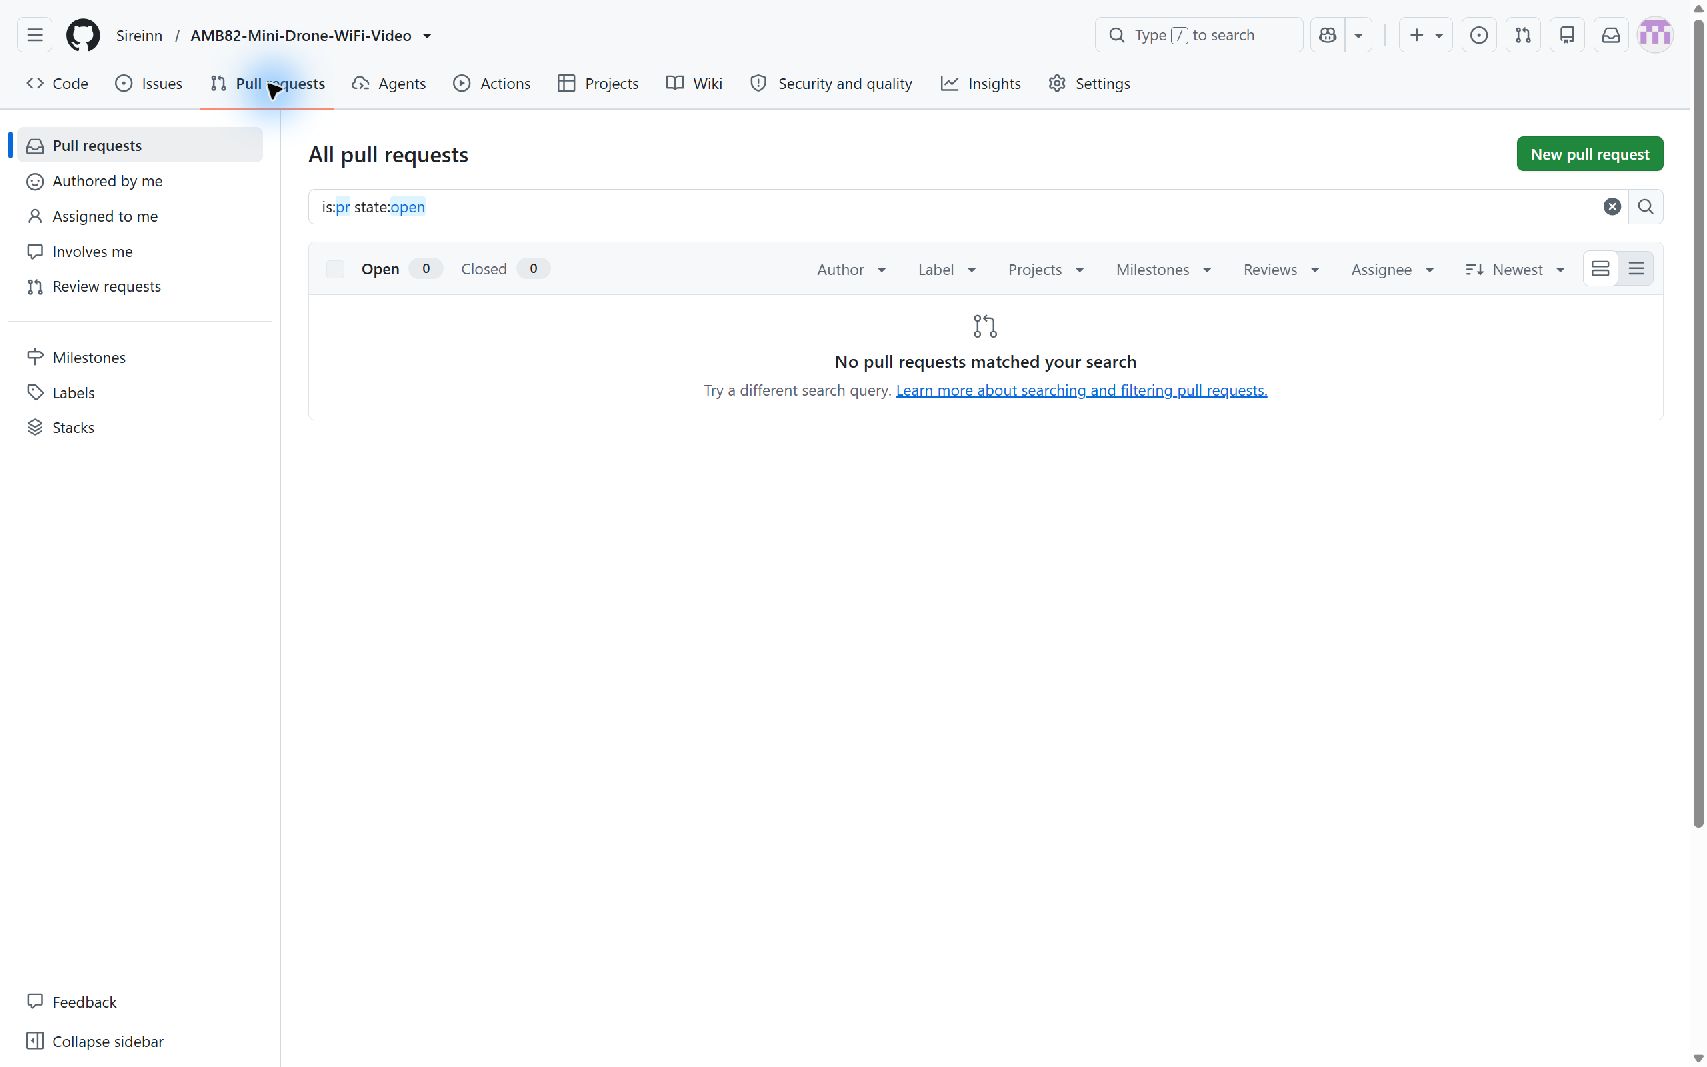 Sireinn / AMB82-Mini-Drone-WiFi-Video
Type / to search
Code
Issues
Pull requests
Agents
Actions
Projects
Wiki
Security and quality
Insights
Settings
Pull requests
Authored by me
Assigned to me
Involves me
Review requests
Milestones
Labels
Stacks
Feedback
Collapse sidebar
All pull requests
New pull request
is:pr state:open
Open 0
Closed 0
Author
Label
Projects
Milestones
Reviews
Assignee
Newest
No pull requests matched your search
Try a different search query. Learn more about searching and filtering pull requests.